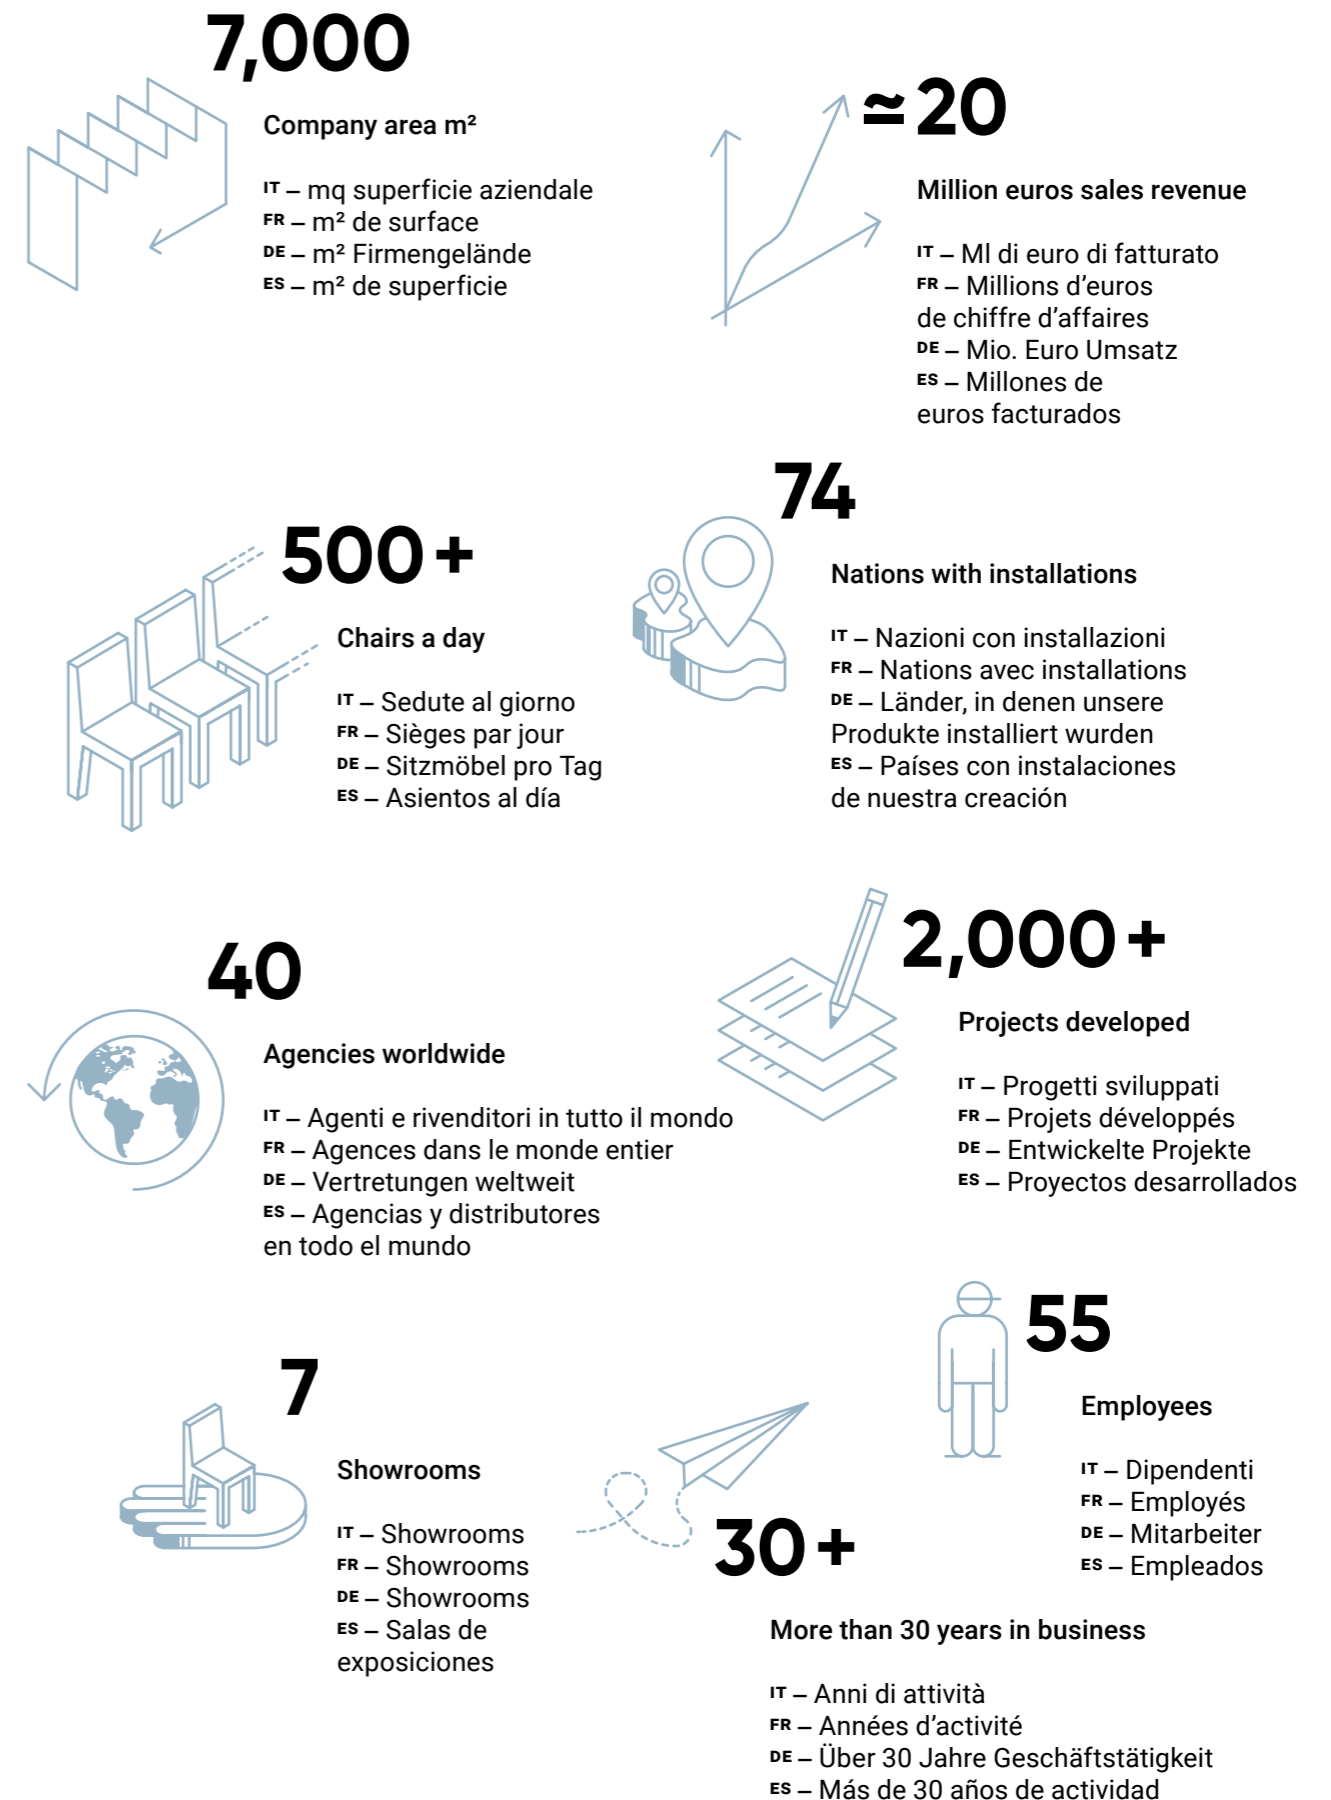 7,000
Company area m²
IT – mq superficie aziendale
FR – m² de surface
DE – m² Firmengelände
ES – m² de superficie
≃20
Million euros sales revenue
IT – Ml di euro di fatturato
FR – Millions d’euros
de chiffre d’affaires
DE – Mio. Euro Umsatz
ES – Millones de
euros facturados
500+
Chairs a day
IT – Sedute al giorno
FR – Sièges par jour
DE – Sitzmöbel pro Tag
ES – Asientos al día
74
Nations with installations
IT – Nazioni con installazioni
FR – Nations avec installations
DE – Länder, in denen unsere
Produkte installiert wurden
ES – Países con instalaciones
de nuestra creación
40
Agencies worldwide
IT – Agenti e rivenditori in tutto il mondo
FR – Agences dans le monde entier
DE – Vertretungen weltweit
ES – Agencias y distributores
en todo el mundo
2,000+
Projects developed
IT – Progetti sviluppati
FR – Projets développés
DE – Entwickelte Projekte
ES – Proyectos desarrollados
7
Showrooms
IT – Showrooms
FR – Showrooms
DE – Showrooms
ES – Salas de
exposiciones
55
Employees
IT – Dipendenti
FR – Employés
DE – Mitarbeiter
ES – Empleados
30+
More than 30 years in business
IT – Anni di attività
FR – Années d’activité
DE – Über 30 Jahre Geschäftstätigkeit
ES – Más de 30 años de actividad